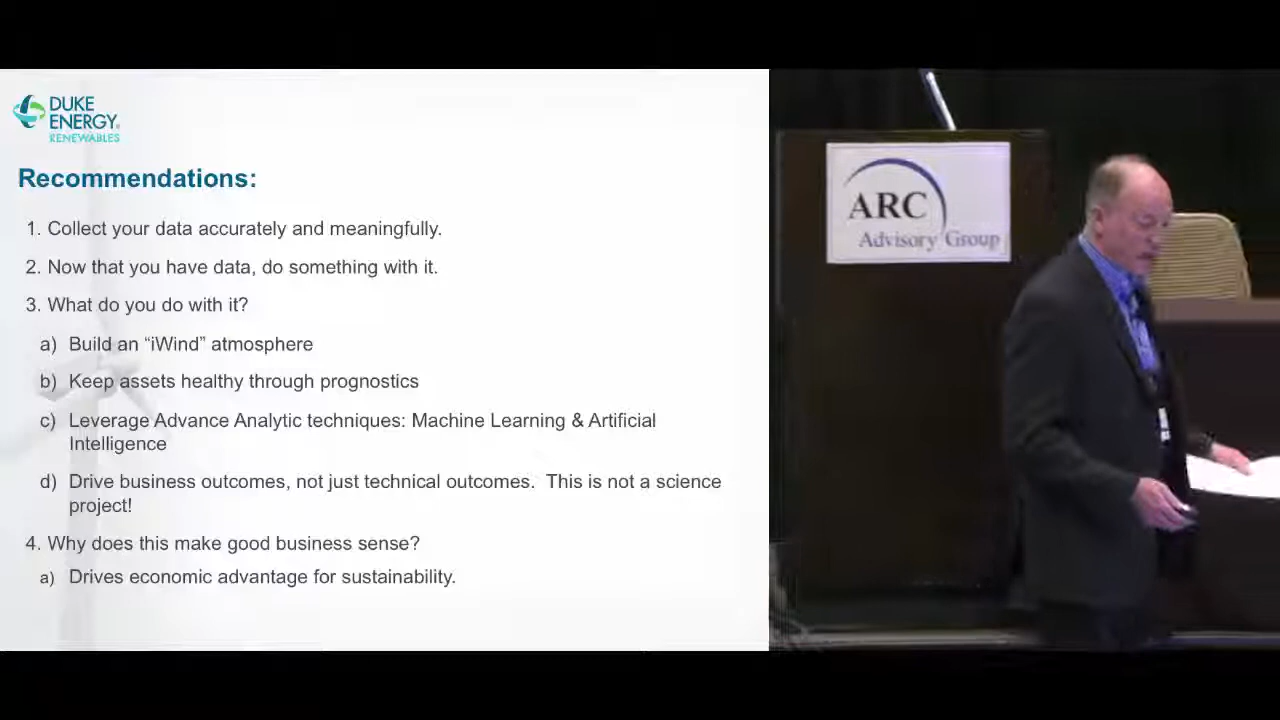 DUKE
ENERGY®
RENEWABLES
Recommendations:
1. Collect your data accurately and meaningfully.
2. Now that you have data, do something with it.
3. What do you do with it?
a) Build an “iWind” atmosphere
b) Keep assets healthy through prognostics
c) Leverage Advance Analytic techniques: Machine Learning & Artificial
Intelligence
d) Drive business outcomes, not just technical outcomes. This is not a science
project!
4. Why does this make good business sense?
a) Drives economic advantage for sustainability.
ARC
Advisory Group